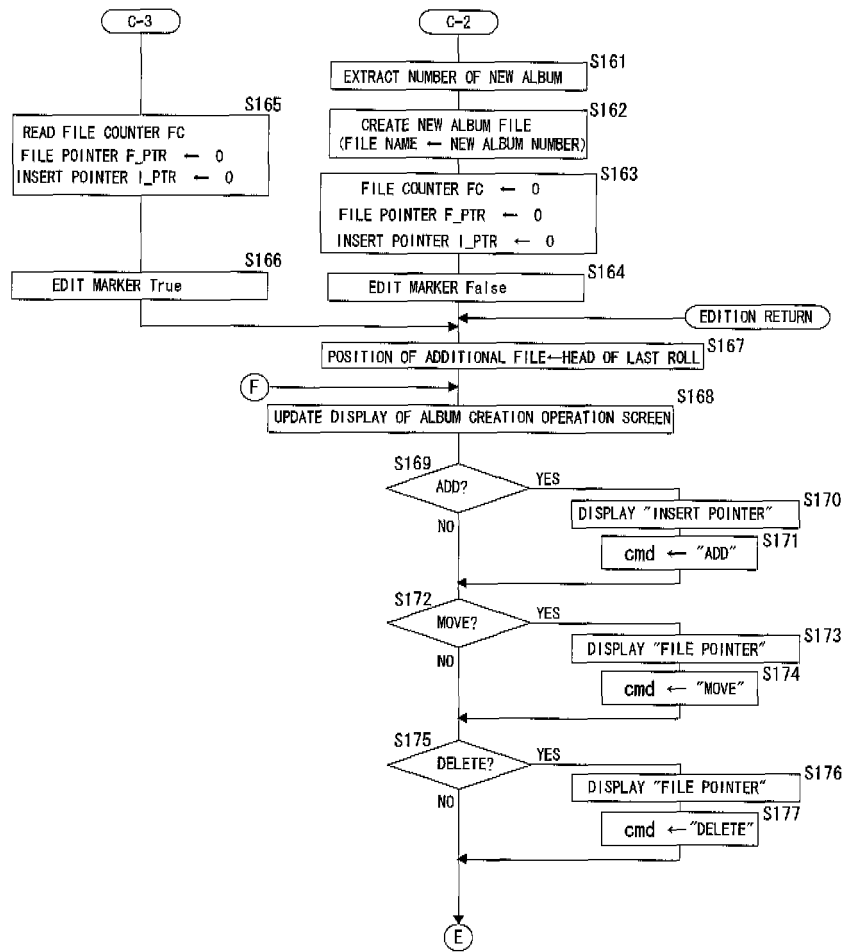 C-3
C-2
S161
EXTRACT NUMBER OF NEW ALBUM
S165
READ FILE COUNTER FC
FILE POINTER F_PTR ← 0
INSERT POINTER I_PTR ← 0
S162
CREATE NEW ALBUM FILE
(FILE NAME ← NEW ALBUM NUMBER)
S163
FILE COUNTER FC ← 0
FILE POINTER F_PTR ← 0
INSERT POINTER I_PTR ← 0
S166
EDIT MARKER True
S164
EDIT MARKER False
EDITION RETURN
S167
POSITION OF ADDITIONAL FILE←HEAD OF LAST ROLL
F
S168
UPDATE DISPLAY OF ALBUM CREATION OPERATION SCREEN
S169
ADD?
YES
NO
S170
DISPLAY "INSERT POINTER"
S171
cmd ← "ADD"
S172
MOVE?
YES
NO
S173
DISPLAY "FILE POINTER"
S174
cmd ← "MOVE"
S175
DELETE?
YES
NO
S176
DISPLAY "FILE POINTER"
S177
cmd ←"DELETE"
E